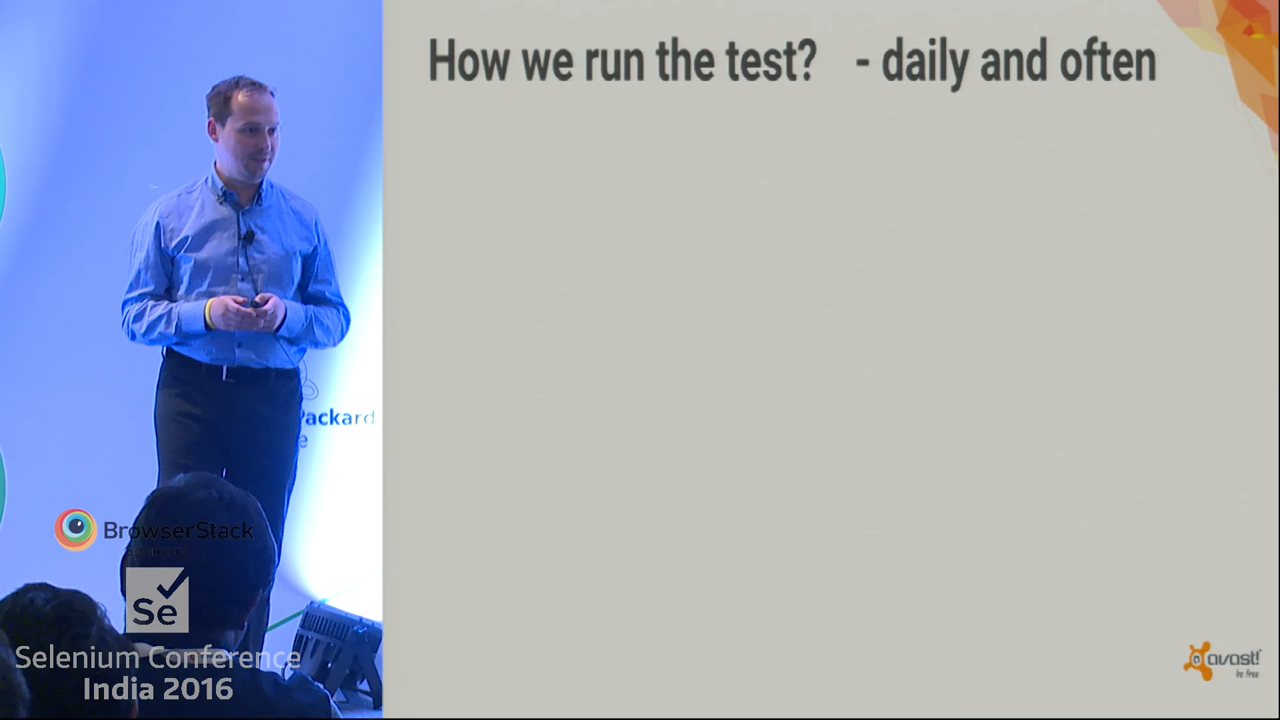 How we run the test? - daily and often
Packard
e
BrowserStack
Se
Selenium Conference
India 2016
avast!
be free